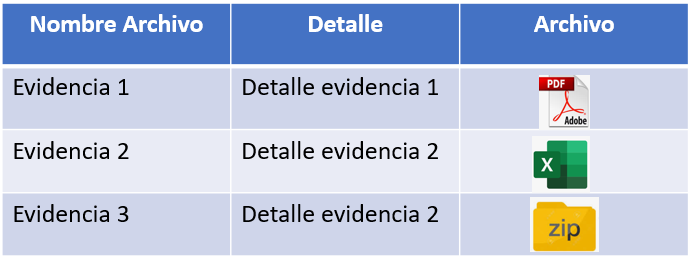 Nombre Archivo Detalle Archivo
Evidencia 1 Detalle evidencia 1 PDF Adobe
Evidencia 2 Detalle evidencia 2 X
Evidencia 3 Detalle evidencia 2 zip